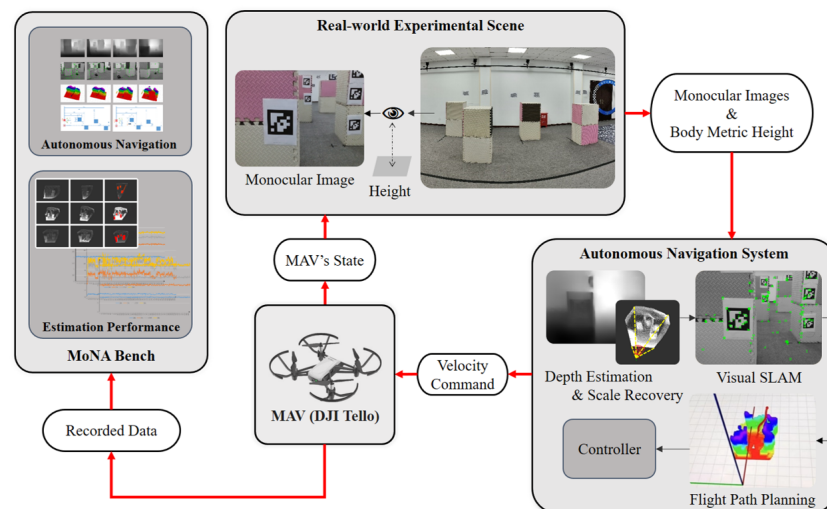 Autonomous Navigation
Estimation Performance
MoNA Bench
Recorded Data
Real-world Experimental Scene
Monocular Image
Height
MAV's State
MAV (DJI Tello)
Velocity
Command
Monocular Images
&
Body Metric Height
Autonomous Navigation System
Depth Estimation
& Scale Recovery
Visual SLAM
Controller
Flight Path Planning